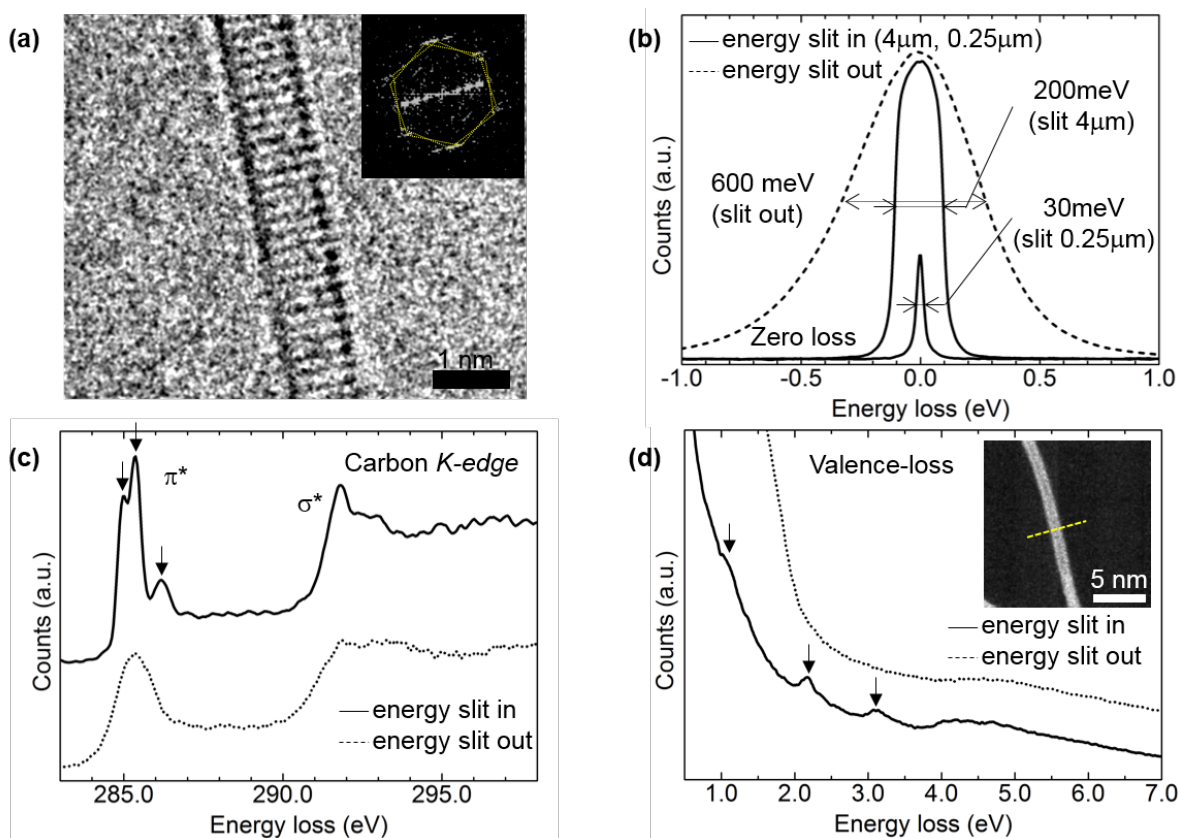 (a)
1 nm
(b)
energy slit in (4μm, 0.25μm)
energy slit out
200meV
(slit 4μm)
600 meV
(slit out)
30meV
(slit 0.25μm)
Zero loss
Counts (a.u.)
-1.0
-0.5
0.0
0.5
1.0
Energy loss (eV)
(c)
Carbon K-edge
π*
σ*
Counts (a.u.)
energy slit in
energy slit out
285.0
290.0
295.0
Energy loss (eV)
(d)
Valence-loss
5 nm
energy slit in
energy slit out
Counts (a.u.)
1.0
2.0
3.0
4.0
5.0
6.0
7.0
Energy loss (eV)